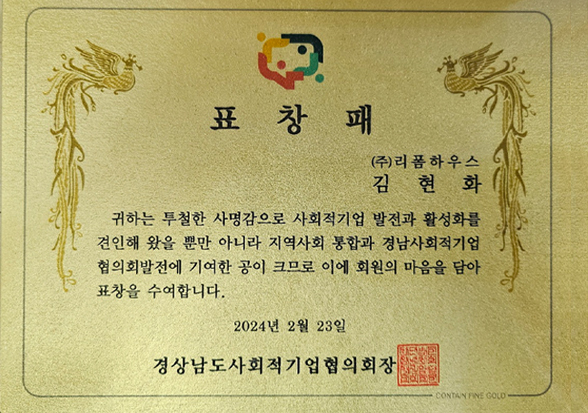 표 창 패
(주)리폼하우스
김 현 화
귀하는 투철한 사명감으로 사회적기업 발전과 활성화를
견인해 왔을 뿐만 아니라 지역사회 통합과 경남사회적기업
협의회발전에 기여한 공이 크므로 이에 회원의 마음을 담아
표창을 수여합니다.
2024년 2월 23일
경상남도사회적기업협의회장
CONTAIN FINE GOLD